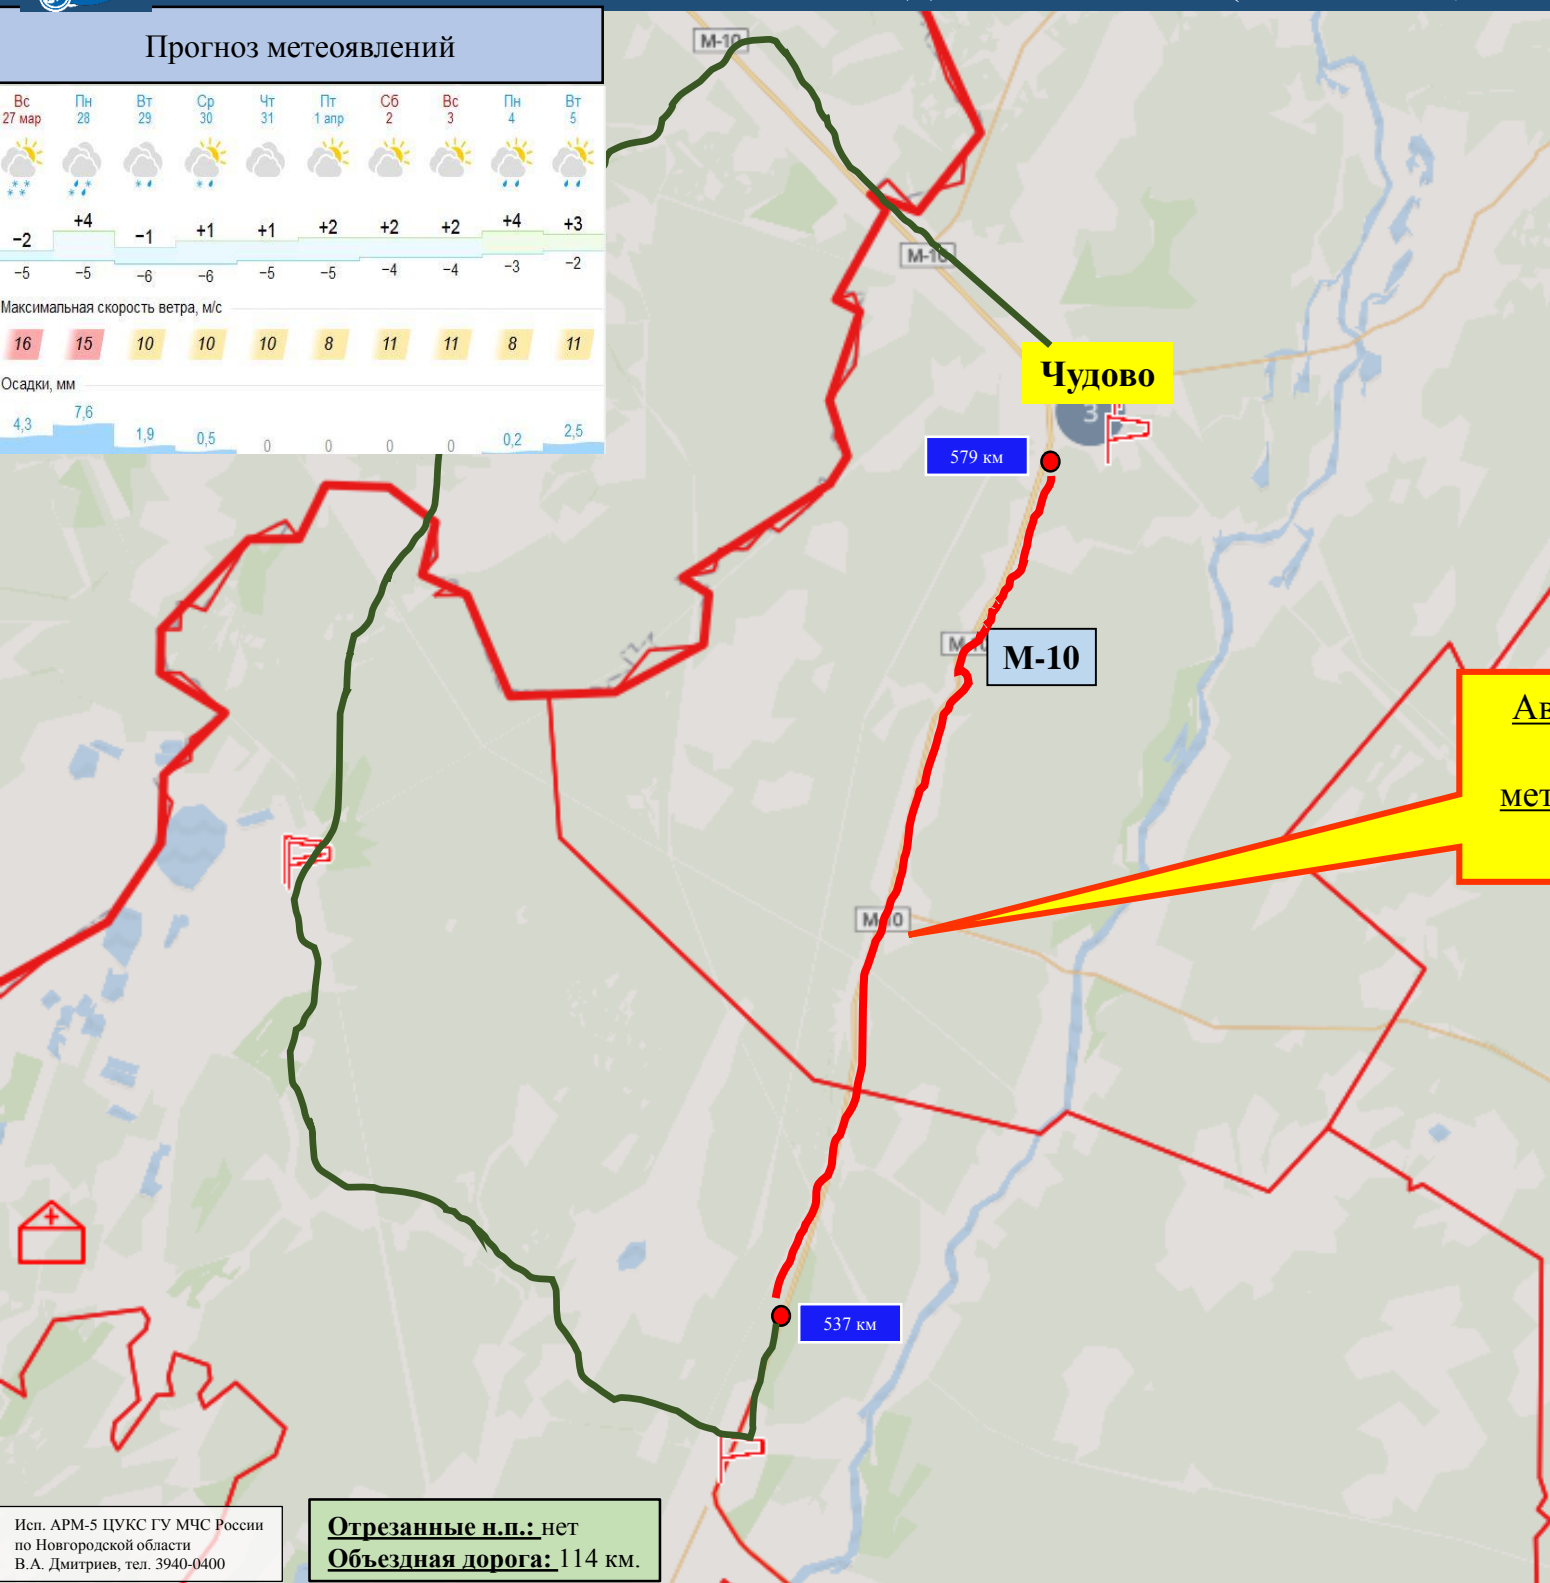 Прогноз метеоявлений
Вс Пн Вт Ср Чт Пт Сб Вс Пн Вт
27 мар 28 29 30 31 1 апр 2 3 4 5
−2 +4 −1 +1 +1 +2 +2 +2 +4 +3
−5 −5 −6 −6 −5 −5 −4 −4 −3 −2
Максимальная скорость ветра, м/с
16 15 10 10 10 8 11 11 8 11
Осадки, мм
4,3 7,6 1,9 0,5 0 0 0 0 0,2 2,5
М-10
М-10
Чудово
3
579 км
М-10
М-10
Ав
мет
М-10
537 км
Исп. АРМ-5 ЦУКС ГУ МЧС России
по Новгородской области
В.А. Дмитриев, тел. 3940-0400
Отрезанные н.п.: нет
Объездная дорога: 114 км.